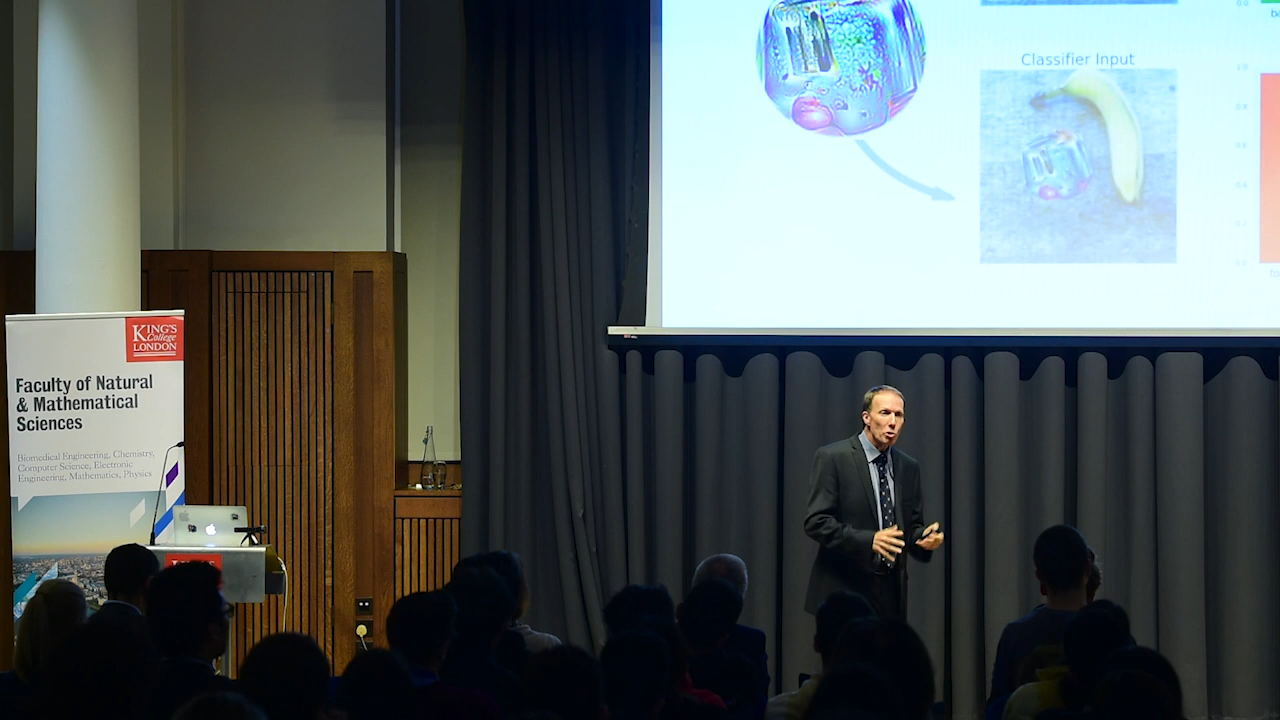 KING'S
College
LONDON
Faculty of Natural
& Mathematical
Sciences
Biomedical Engineering, Chemistry,
Computer Science, Electronic
Engineering, Mathematics, Physics
Classifier Input